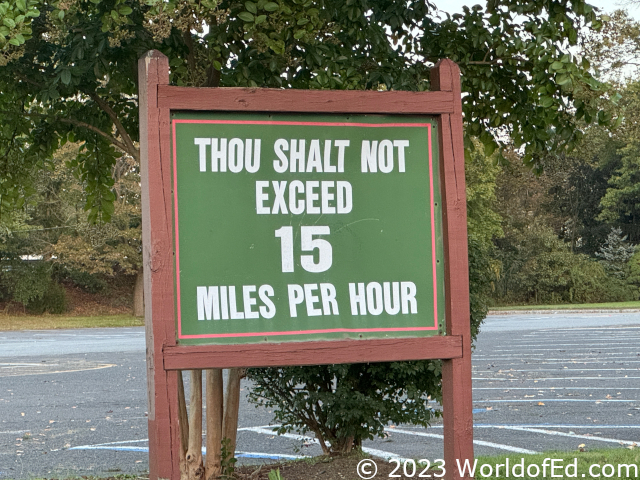 THOU SHALT NOT
EXCEED
15
MILES PER HOUR
© 2023 WorldofEd.com